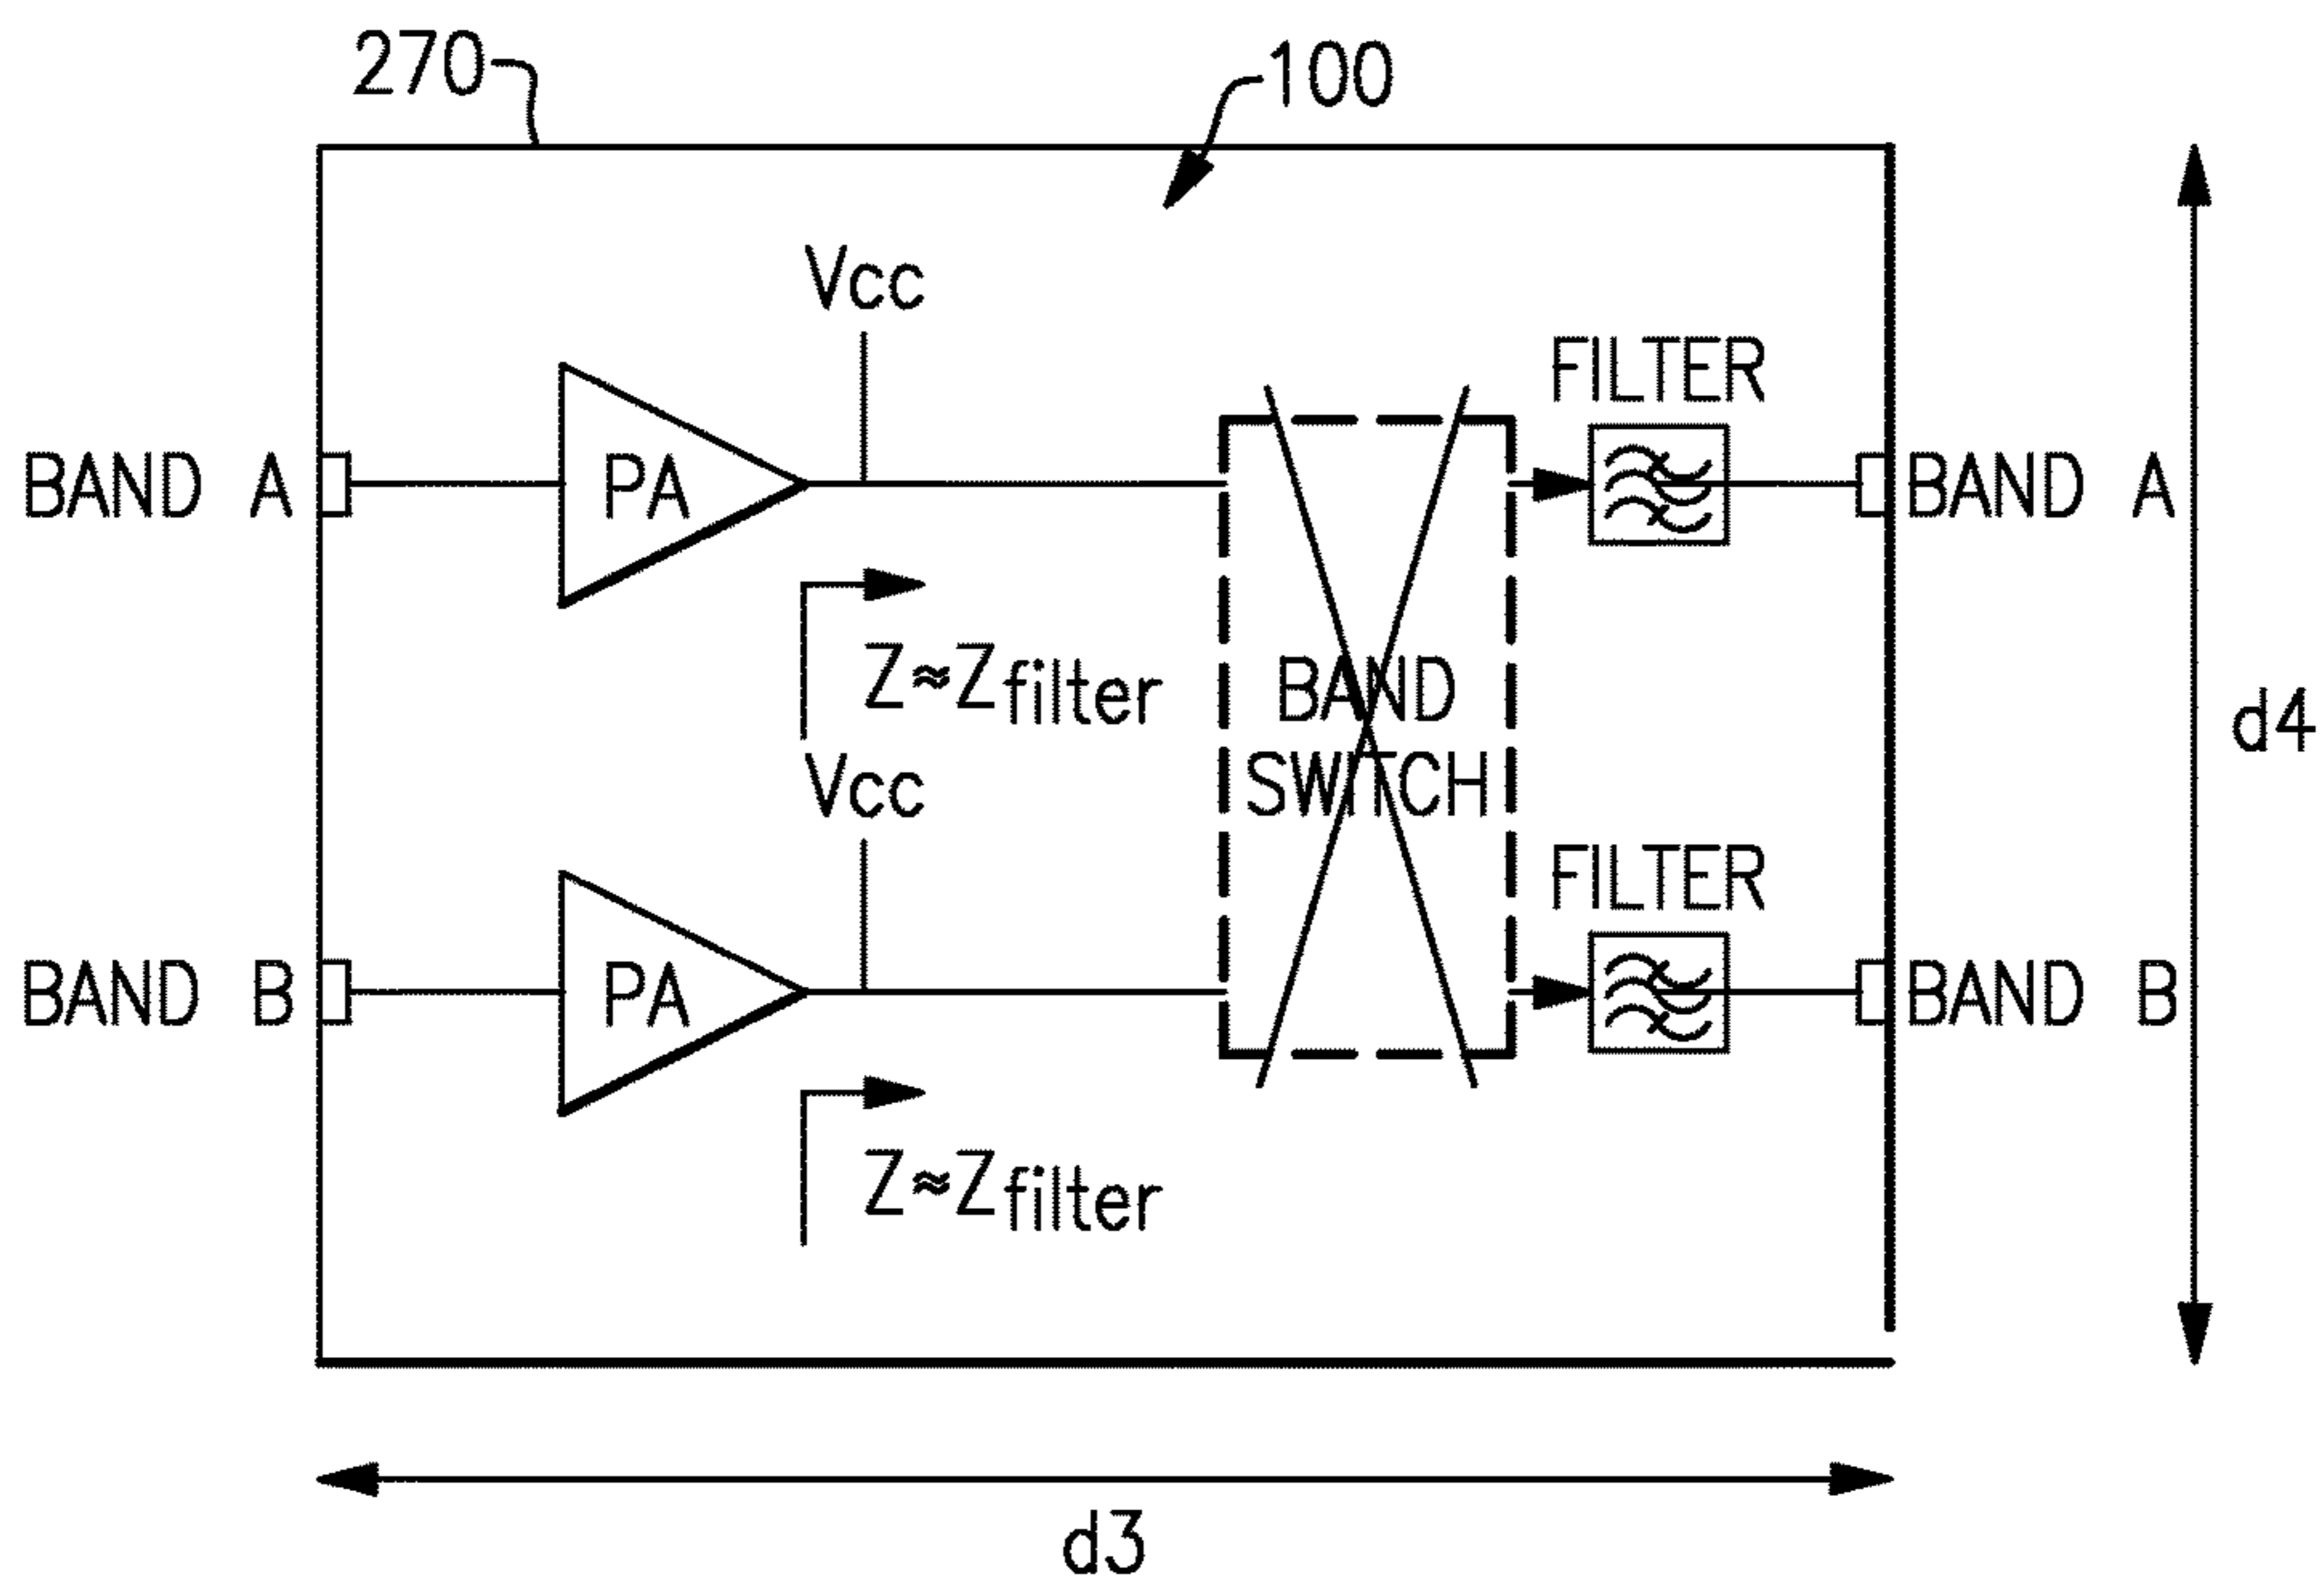 270
100
Vcc
FILTER
BAND A
PA
BAND A
Z≈Zfilter
BAND
SWITCH
d4
Vcc
FILTER
BAND B
PA
BAND B
Z≈Zfilter
d3